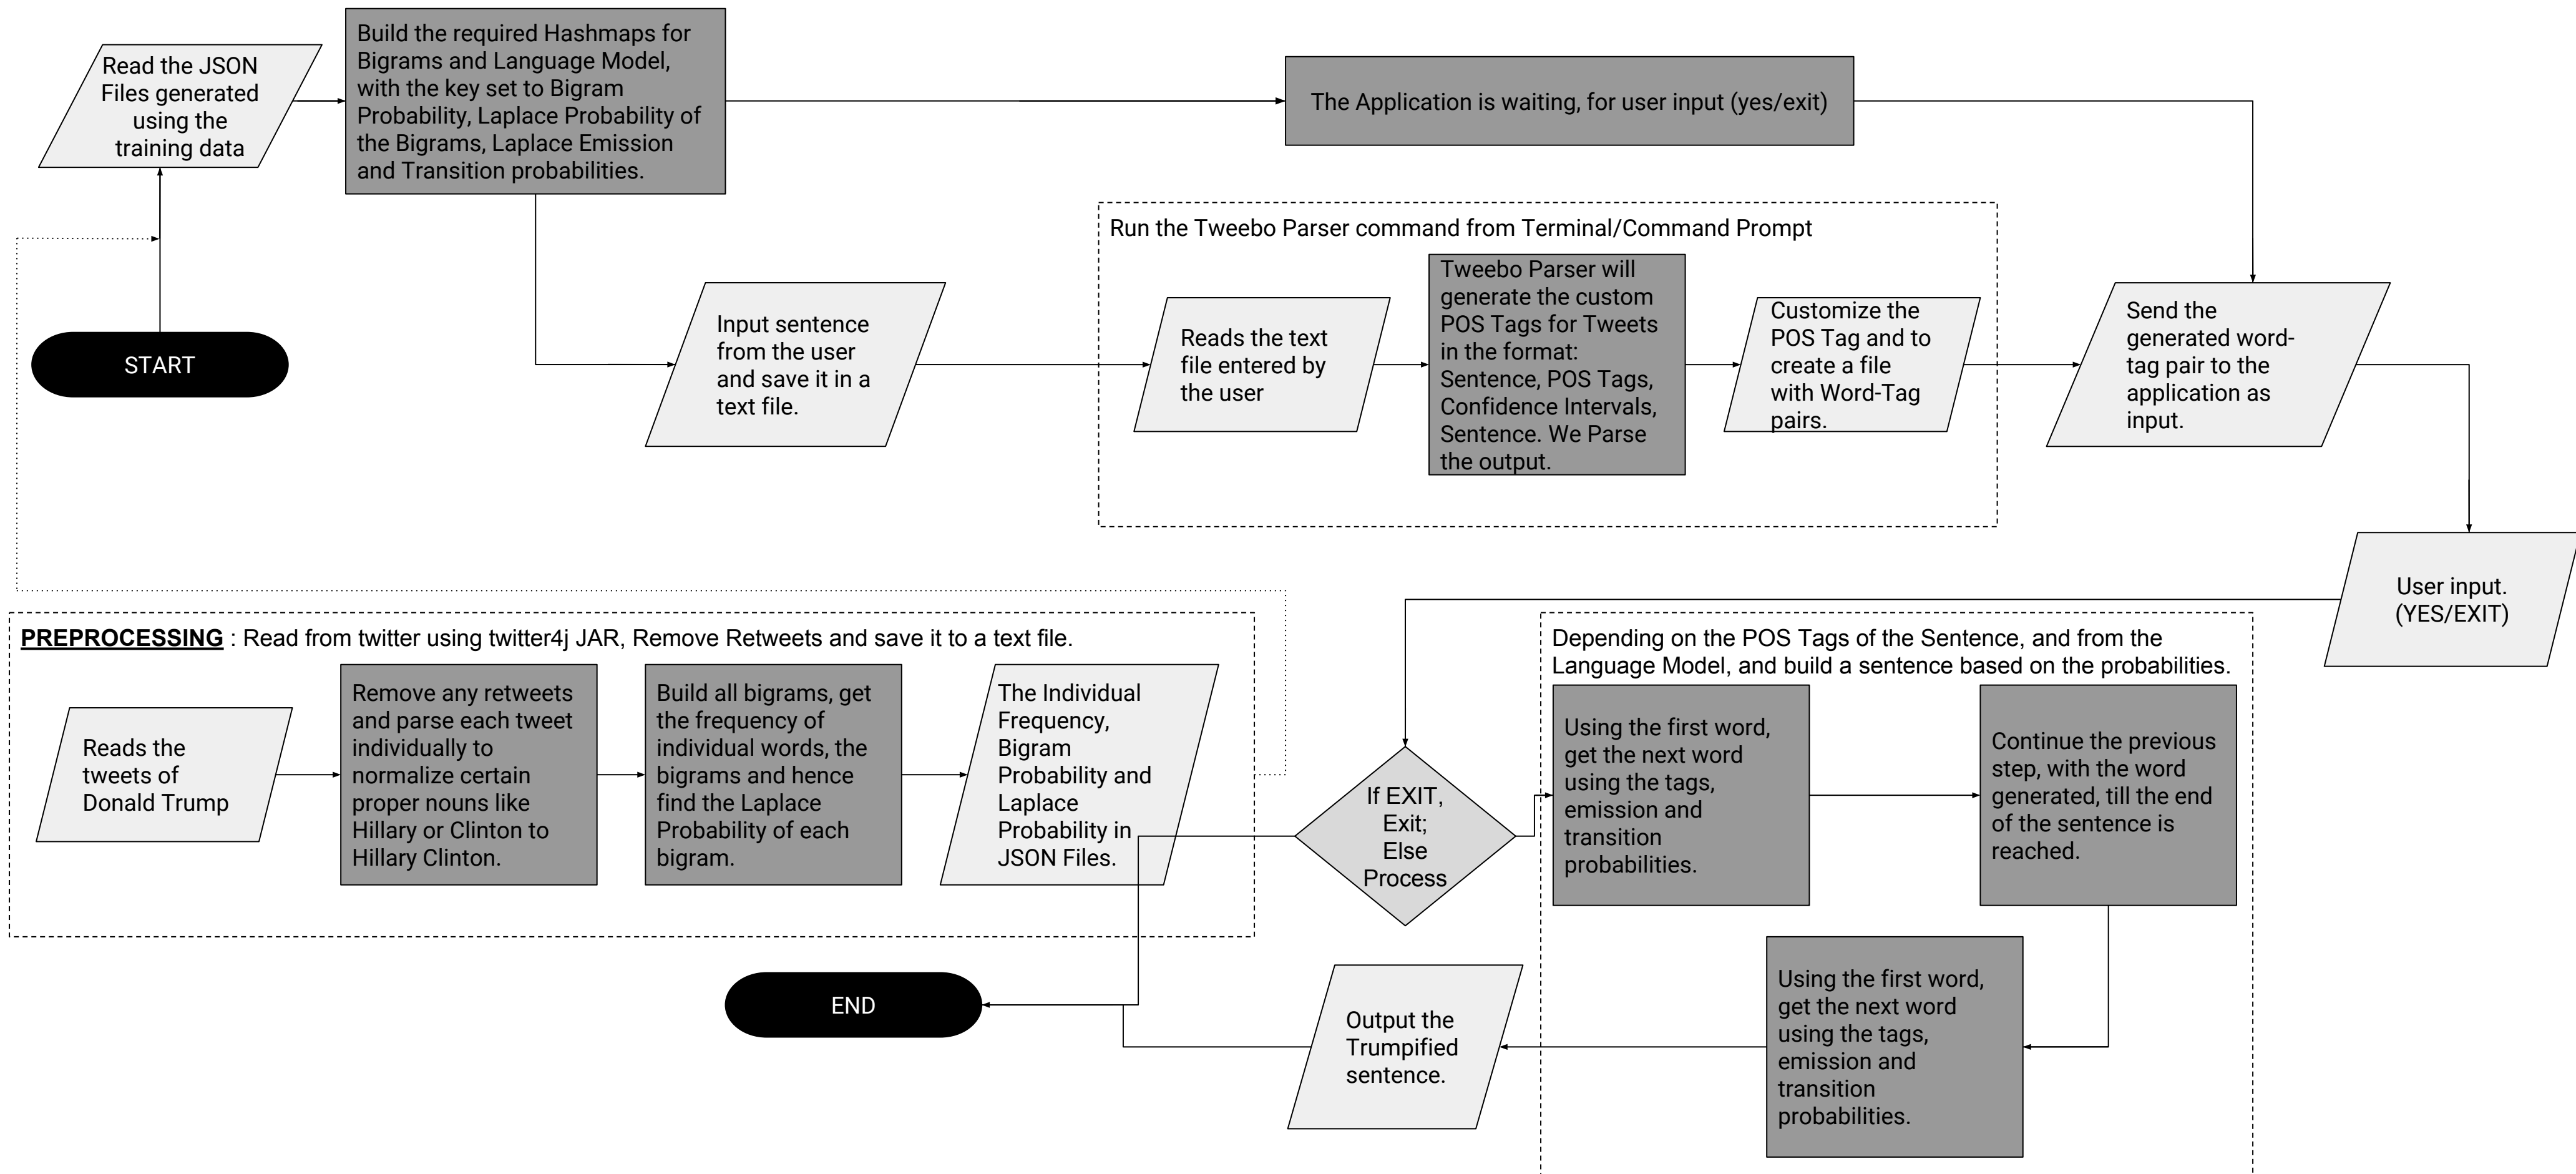 Read the JSON
Files generated
using the
training data
Build the required Hashmaps for
Bigrams and Language Model,
with the key set to Bigram
Probability, Laplace Probability of
the Bigrams, Laplace Emission
and Transition probabilities.
The Application is waiting, for user input (yes/exit)
START
Input sentence
from the user
and save it in a
text file.
Run the Tweebo Parser command from Terminal/Command Prompt
Reads the text
file entered by
the user
Tweebo Parser will
generate the custom
POS Tags for Tweets
in the format:
Sentence, POS Tags,
Confidence Intervals,
Sentence. We Parse
the output.
Customize the
POS Tag and to
create a file
with Word-Tag
pairs.
Send the
generated word-
tag pair to the
application as
input.
User input.
(YES/EXIT)
PREPROCESSING : Read from twitter using twitter4j JAR, Remove Retweets and save it to a text file.
Reads the
tweets of
Donald Trump
Remove any retweets
and parse each tweet
individually to
normalize certain
proper nouns like
Hillary or Clinton to
Hillary Clinton.
Build all bigrams, get
the frequency of
individual words, the
bigrams and hence
find the Laplace
Probability of each
bigram.
The Individual
Frequency,
Bigram
Probability and
Laplace
Probability in
JSON Files.
If EXIT,
Exit;
Else
Process
Depending on the POS Tags of the Sentence, and from the
Language Model, and build a sentence based on the probabilities.
Using the first word,
get the next word
using the tags,
emission and
transition
probabilities.
Continue the previous
step, with the word
generated, till the end
of the sentence is
reached.
Using the first word,
get the next word
using the tags,
emission and
transition
probabilities.
Output the
Trumpified
sentence.
END